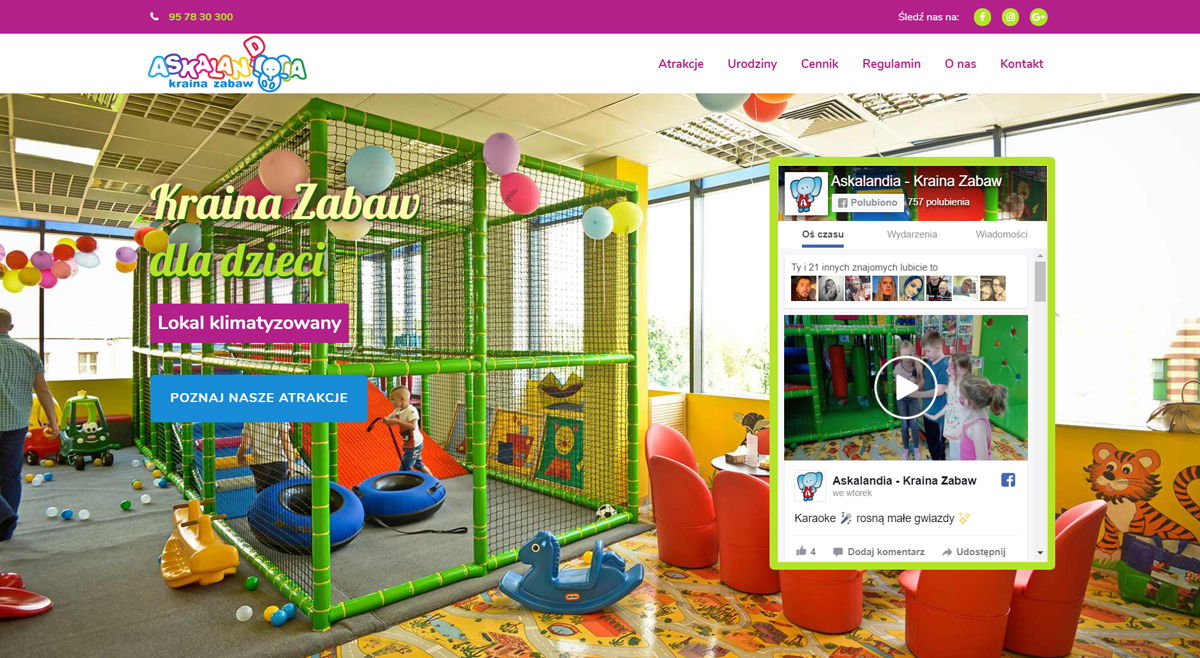 95 78 30 300
Śledź nas na:
ASKALANDIA
kraina zabaw
Atrakcje Urodziny Cennik Regulamin O nas Kontakt
Kraina Zabaw
dla dzieci
Lokal klimatyzowany
POZNAJ NASZE ATRAKCJE
Askalandia - Kraina Zabaw
Polubiono 757 polubienia
Oś czasu Wydarzenia Wiadomości
Ty i 21 innych znajomych lubicie to
Askalandia - Kraina Zabaw
we wtorek
Karaoke 🎤 rosną małe gwiazdy ✨
4 Dodaj komentarz Udostępnij